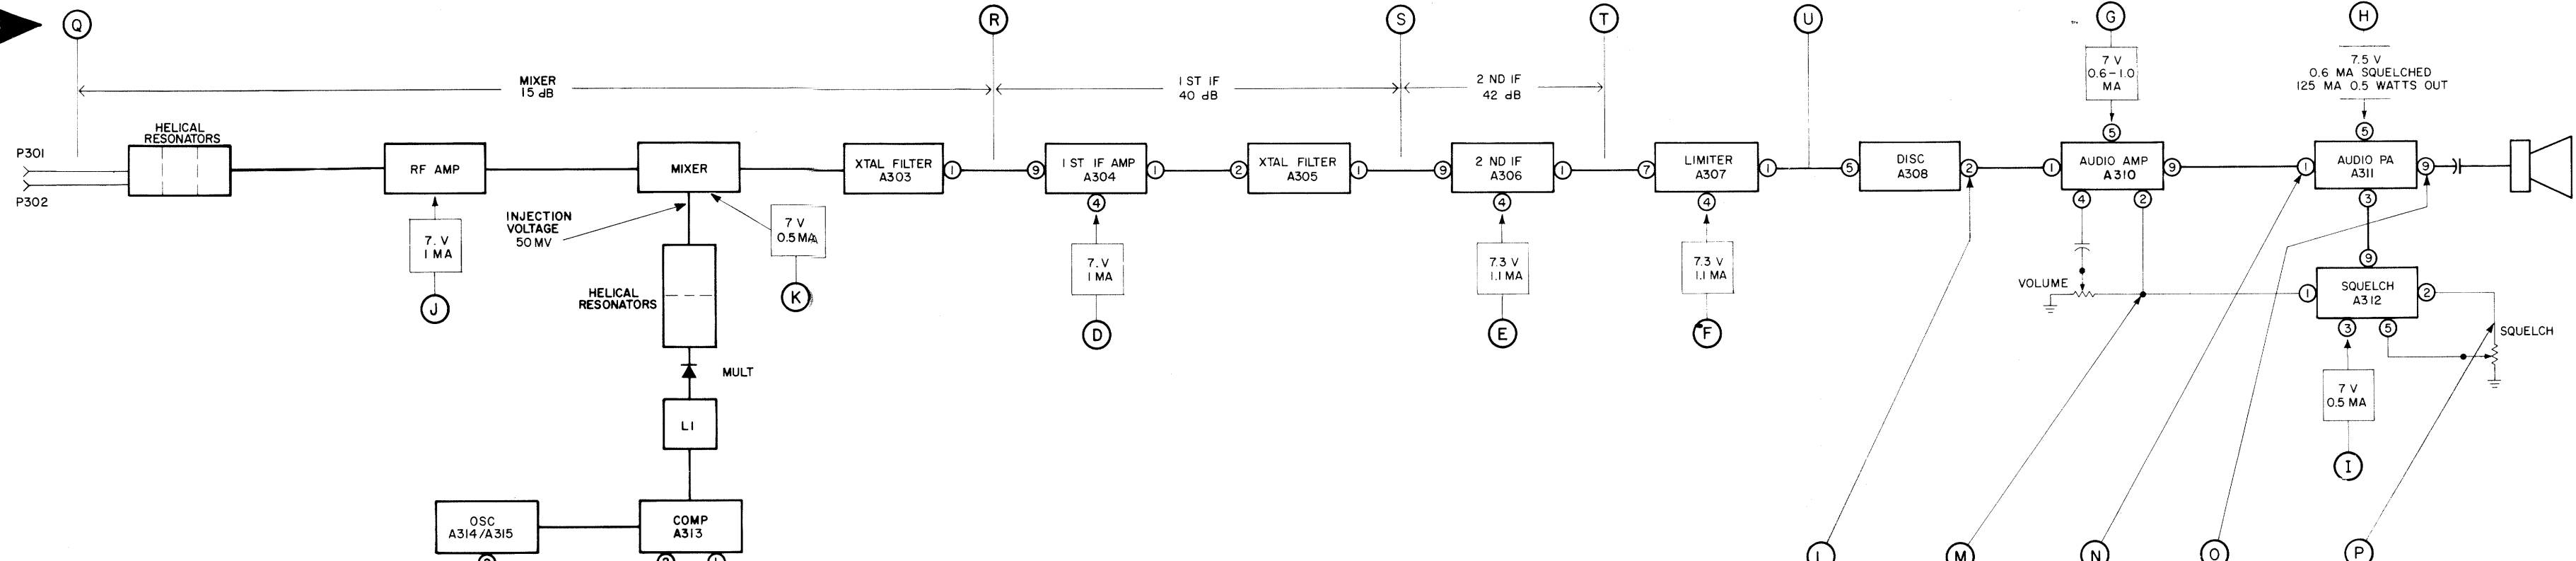 Q
R
S
T
U
G
H
MIXER
15 dB
1 ST IF
40 dB
2 ND IF
42 dB
7 V
0.6-1.0
MA
7.5 V
0.6 MA SQUELCHED
125 MA 0.5 WATTS OUT
P301
P302
HELICAL
RESONATORS
RF AMP
MIXER
XTAL FILTER
A303
1
9
1 ST IF AMP
A304
1
4
2
XTAL FILTER
A305
1
9
2 ND IF
A306
1
4
7
LIMITER
A307
1
4
5
DISC
A308
2
1
5
AUDIO AMP
A310
9
4
2
1
5
AUDIO PA
A311
9
3
7. V
1 MA
J
INJECTION
VOLTAGE
50 MV
7 V
0.5 MA
K
7. V
1 MA
D
7.3 V
1.1 MA
E
7.3 V
1.1 MA
F
HELICAL
RESONATORS
MULT
L1
OSC
A314/A315
COMP
A313
VOLUME
9
1
SQUELCH
A312
2
3
5
SQUELCH
7 V
0.5 MA
I
L
M
N
O
P